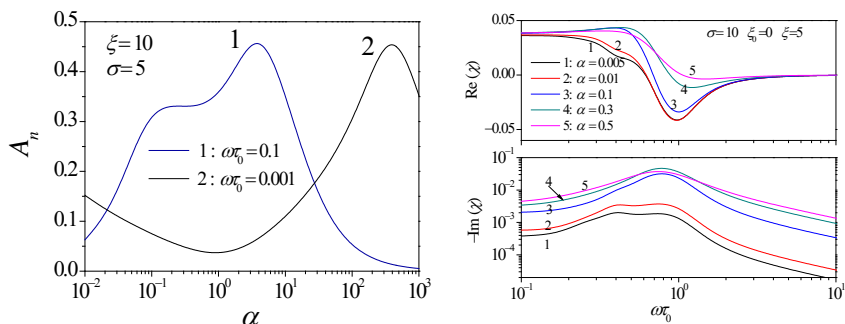 0.5
0.4
0.3
0.2
0.1
0.0
A_n
ξ=10
σ=5
1
2
1: ωτ₀=0.1
2: ωτ₀=0.001
10⁻² 10⁻¹ 10⁰ 10¹ 10² 10³
α
0.05
0.00
−0.05
Re(χ)
σ=10 ξ₀=0 ξ=5
1
2
5
4
3
1: α=0.005
2: α=0.01
3: α=0.1
4: α=0.3
5: α=0.5
10⁻¹
10⁻²
10⁻³
10⁻⁴
−Im(χ)
4
5
3
2
1
10⁻¹ 10⁰ 10¹
ωτ₀